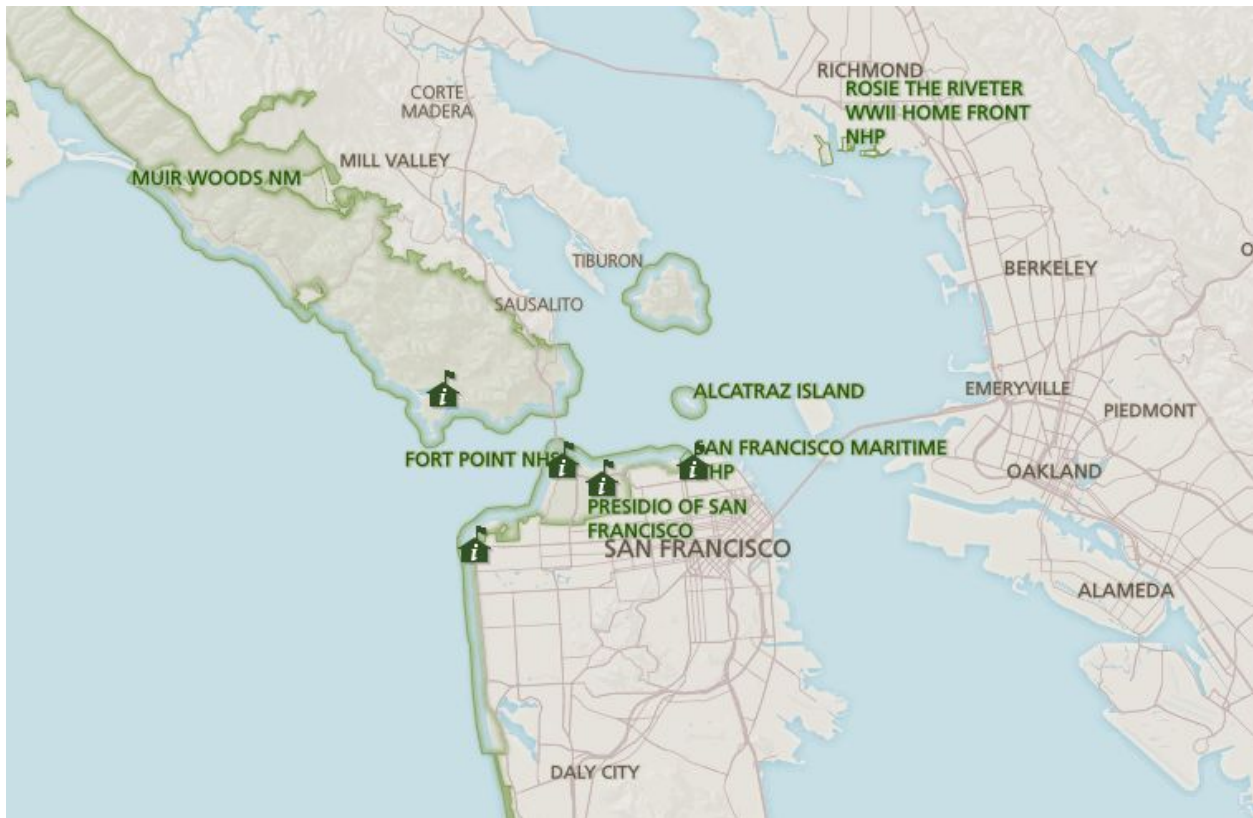 RICHMOND
ROSIE THE RIVETER
WWII HOME FRONT
NHP
CORTE
MADERA
MILL VALLEY
MUIR WOODS NM
TIBURON
BERKELEY
O
SAUSALITO
ALCATRAZ ISLAND
EMERYVILLE
PIEDMONT
FORT POINT NHS
SAN FRANCISCO MARITIME
NHP
OAKLAND
PRESIDIO OF SAN
FRANCISCO
SAN FRANCISCO
ALAMEDA
DALY CITY
i
i
i
i
i